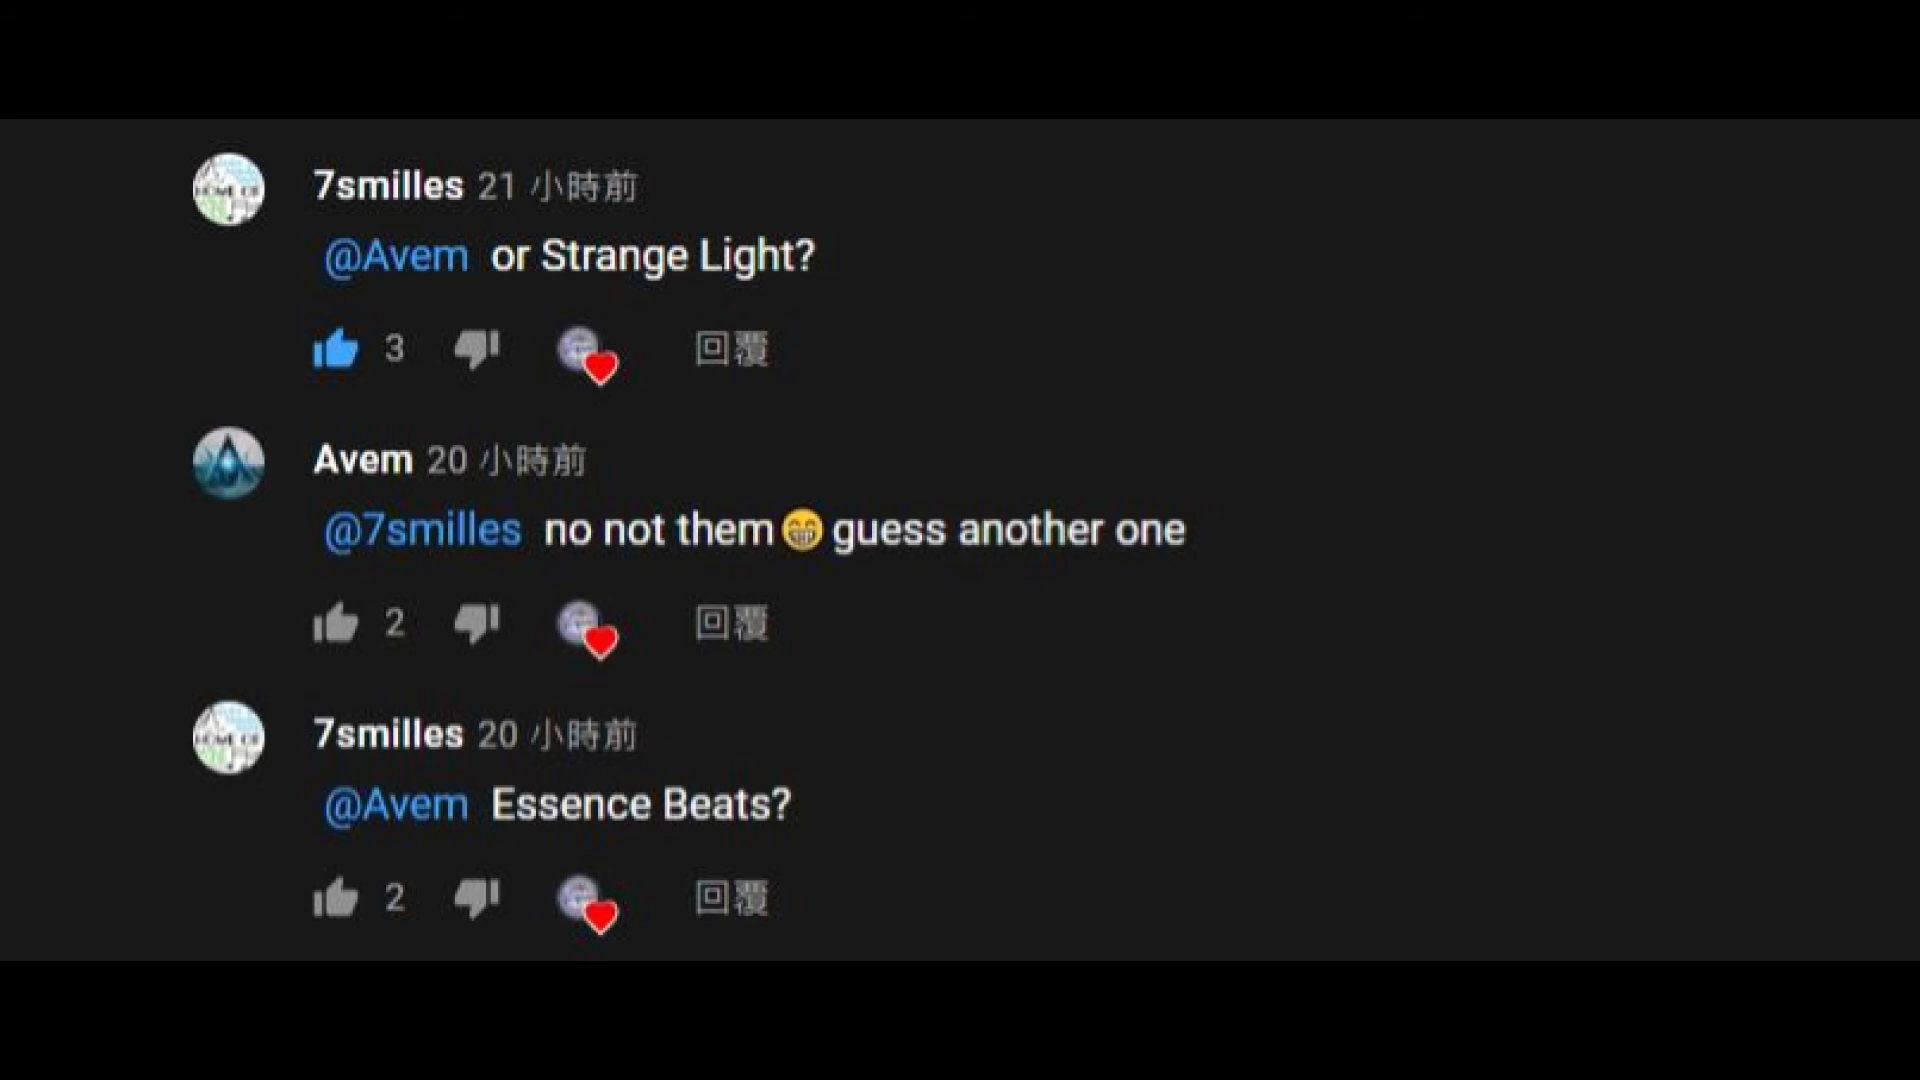 7smilles 21 小時前
@Avem or Strange Light?
3 回覆
Avem 20 小時前
@7smilles no not them😁guess another one
2 回覆
7smilles 20 小時前
@Avem Essence Beats?
2 回覆